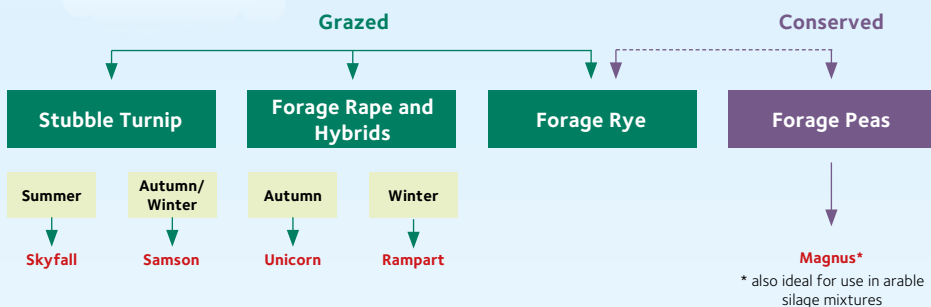 Grazed
Conserved
Stubble Turnip
Forage Rape and
Hybrids
Forage Rye
Forage Peas
Summer
Autumn/
Winter
Autumn
Winter
Skyfall
Samson
Unicorn
Rampart
Magnus*
* also ideal for use in arable
silage mixtures